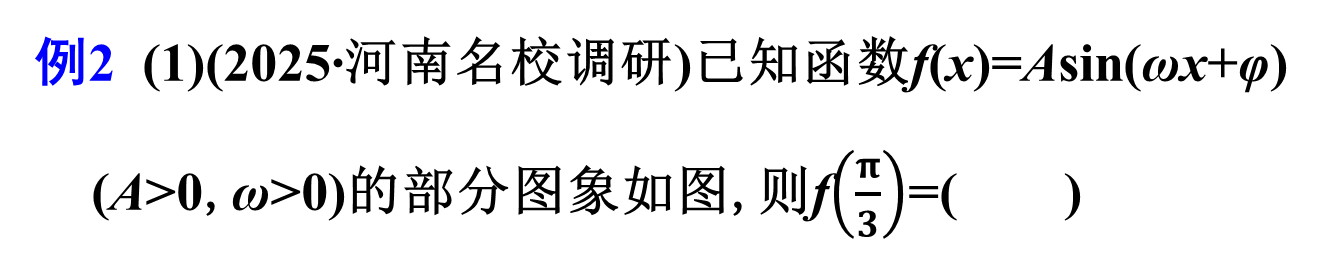 例2 (1)(2025·河南名校调研)已知函数f(x)=Asin(ωx+φ)
(A>0, ω>0)的部分图象如图, 则f(π/3)=(  )